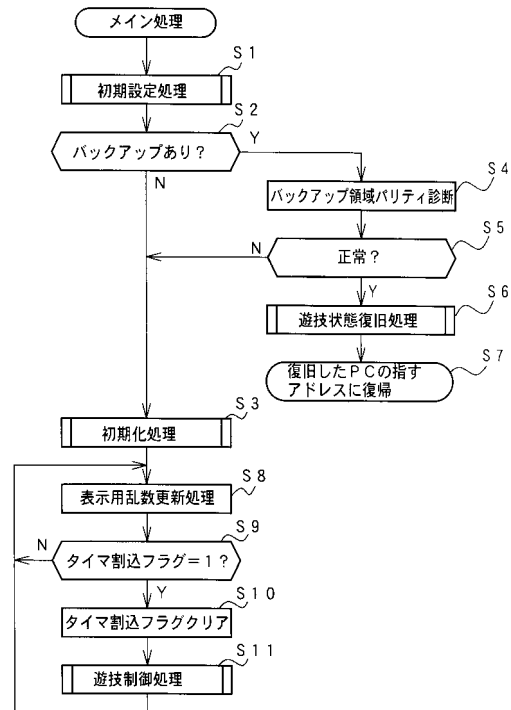 メイン処理
S1
初期設定処理
S2
バックアップあり?
Y
N
S4
バックアップ領域パリティ診断
S5
正常?
N
Y
S6
遊技状態復旧処理
S7
復旧したPCの指す
アドレスに復帰
S3
初期化処理
S8
表示用乱数更新処理
S9
タイマ割込フラグ=1?
N
Y
S10
タイマ割込フラグクリア
S11
遊技制御処理